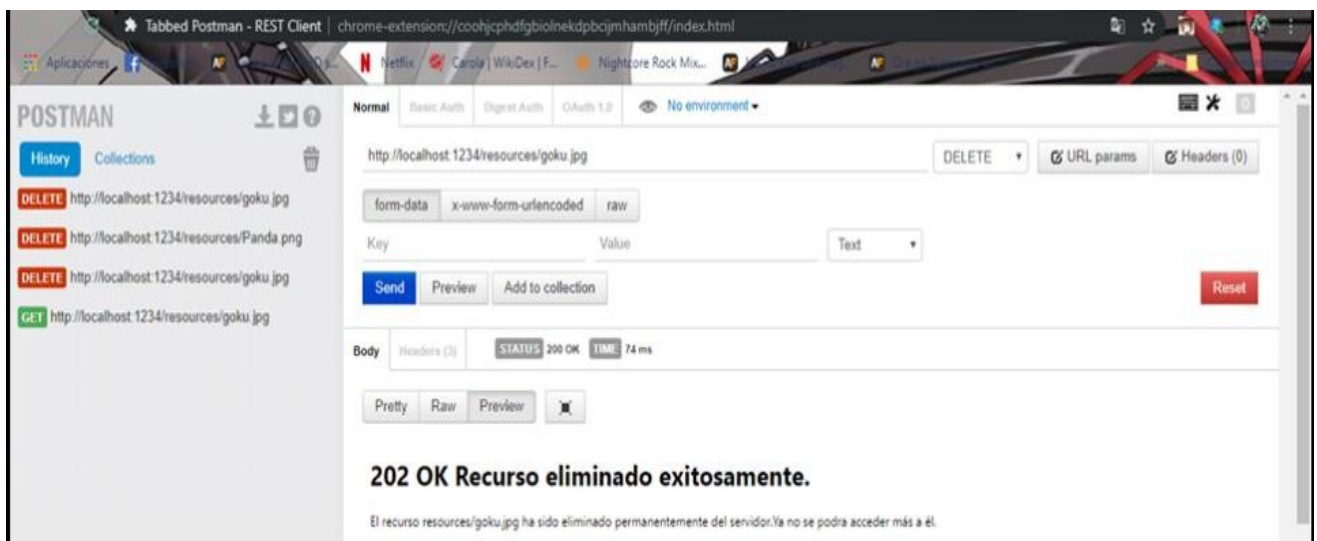 Tabbed Postman - REST Client | chrome-extension://coohjcphdfgbiolnekdpbcijmhambjff/index.html
Aplicaciones Netflix Carola | WikiDex | F... Nightcore Rock Mix...
POSTMAN
Normal Basic Auth Digest Auth OAuth 1.0 No environment
History Collections
http://localhost:1234/resources/goku.jpg DELETE URL params Headers (0)
DELETE http://localhost:1234/resources/goku.jpg
DELETE http://localhost:1234/resources/Panda.png
DELETE http://localhost:1234/resources/goku.jpg
GET http://localhost:1234/resources/goku.jpg
form-data x-www-form-urlencoded raw
Key Value Text
Send Preview Add to collection Reset
Body Headers (3) STATUS 200 OK TIME 74 ms
Pretty Raw Preview
202 OK Recurso eliminado exitosamente.
El recurso resources/goku.jpg ha sido eliminado permanentemente del servidor.Ya no se podra acceder más a él.